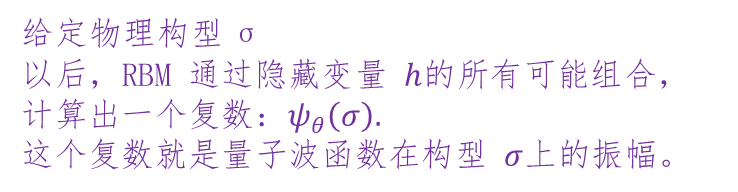 给定物理构型 σ
以后，RBM 通过隐藏变量 h的所有可能组合，
计算出一个复数：ψθ(σ).
这个复数就是量子波函数在构型 σ上的振幅。